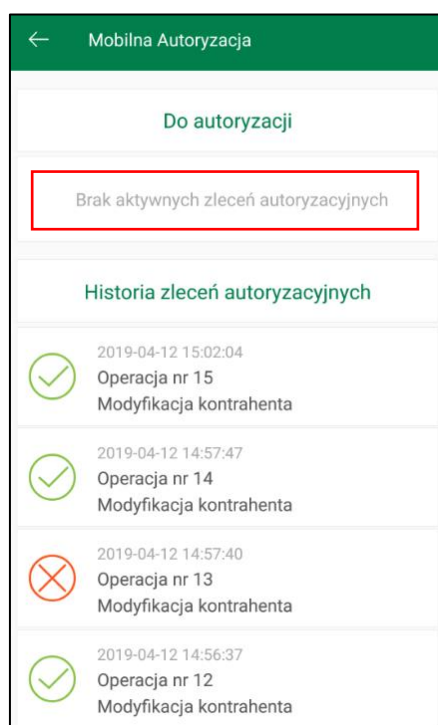 Mobilna Autoryzacja
Do autoryzacji
Brak aktywnych zleceń autoryzacyjnych
Historia zleceń autoryzacyjnych
2019-04-12 15:02:04
Operacja nr 15
Modyfikacja kontrahenta
2019-04-12 14:57:47
Operacja nr 14
Modyfikacja kontrahenta
2019-04-12 14:57:40
Operacja nr 13
Modyfikacja kontrahenta
2019-04-12 14:56:37
Operacja nr 12
Modyfikacja kontrahenta